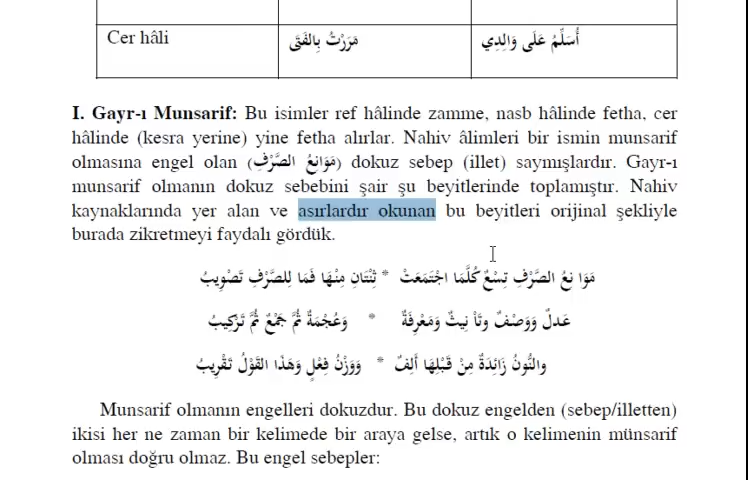 Cer hâli مَرَرْتُ بِالفَتَى أُسَلِّمُ عَلَى وَالِدِي
I. Gayr-ı Munsarif: Bu isimler ref hâlinde zamme, nasb hâlinde fetha, cer
hâlinde (kesra yerine) yine fetha alırlar. Nahiv âlimleri bir ismin munsarif
olmasına engel olan (مَوَانِعُ الصَّرْفِ) dokuz sebep (illet) saymışlardır. Gayr-ı
munsarif olmanın dokuz sebebini şair şu beyitlerinde toplamıştır. Nahiv
kaynaklarında yer alan ve asırlardır okunan bu beyitleri orijinal şekliyle
burada zikretmeyi faydalı gördük.
مَوَا نِعُ الصَّرْفِ تِسْعٌ كُلَّمَا اجْتَمَعَتْ * ثِنْتَانِ مِنْهَا فَمَا لِلصَّرْفِ تَصْوِيبُ
عَدلٌ وَوَصْفٌ وتَأْ نِيثٌ وَمَعْرِفَةٌ * وَعُجْمَةٌ ثُمَّ جَمْعٌ ثُمَّ تَرْكِيبُ
والنُّونُ زَائِدَةٌ مِنْ قَبْلِهَا أَلِفٌ * وَوَزْنُ فِعْلٍ وَهَذَا القَوْلُ تَقْرِيبُ
Munsarif olmanın engelleri dokuzdur. Bu dokuz engelden (sebep/illetten)
ikisi her ne zaman bir kelimede bir araya gelse, artık o kelimenin münsarif
olması doğru olmaz. Bu engel sebepler: